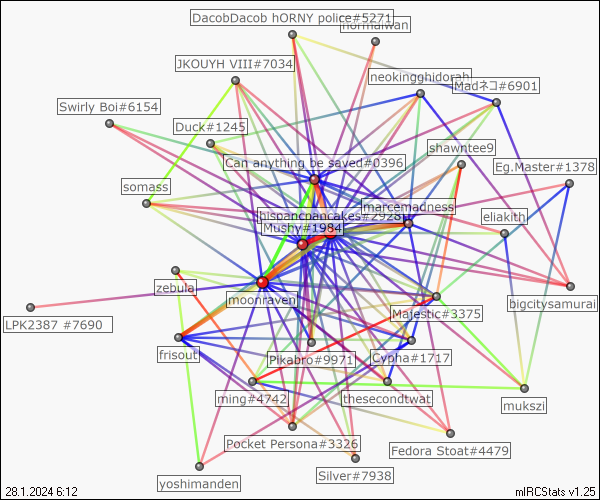 DacobDacob hORNY police#5271
normalwan
JKOUYH VIII#7034
neokingghidorah
Madネコ#6901
Swirly Boi#6154
Duck#1245
shawntee9
Can anything be saved#0396
Eg.Master#1378
somass
marcemadness
hispancpancakes#2928
eliakith
Mushy#1984
zebula
moonraven
bigcitysamurai
LPK2387 #7690
Majestic#3375
frisout
Pikabro#9971
Cypha#1717
ming#4742
thesecondtwat
mukszi
Pocket Persona#3326
Fedora Stoat#4479
Silver#7938
yoshimanden
28.1.2024 6:12
mIRCStats v1.25